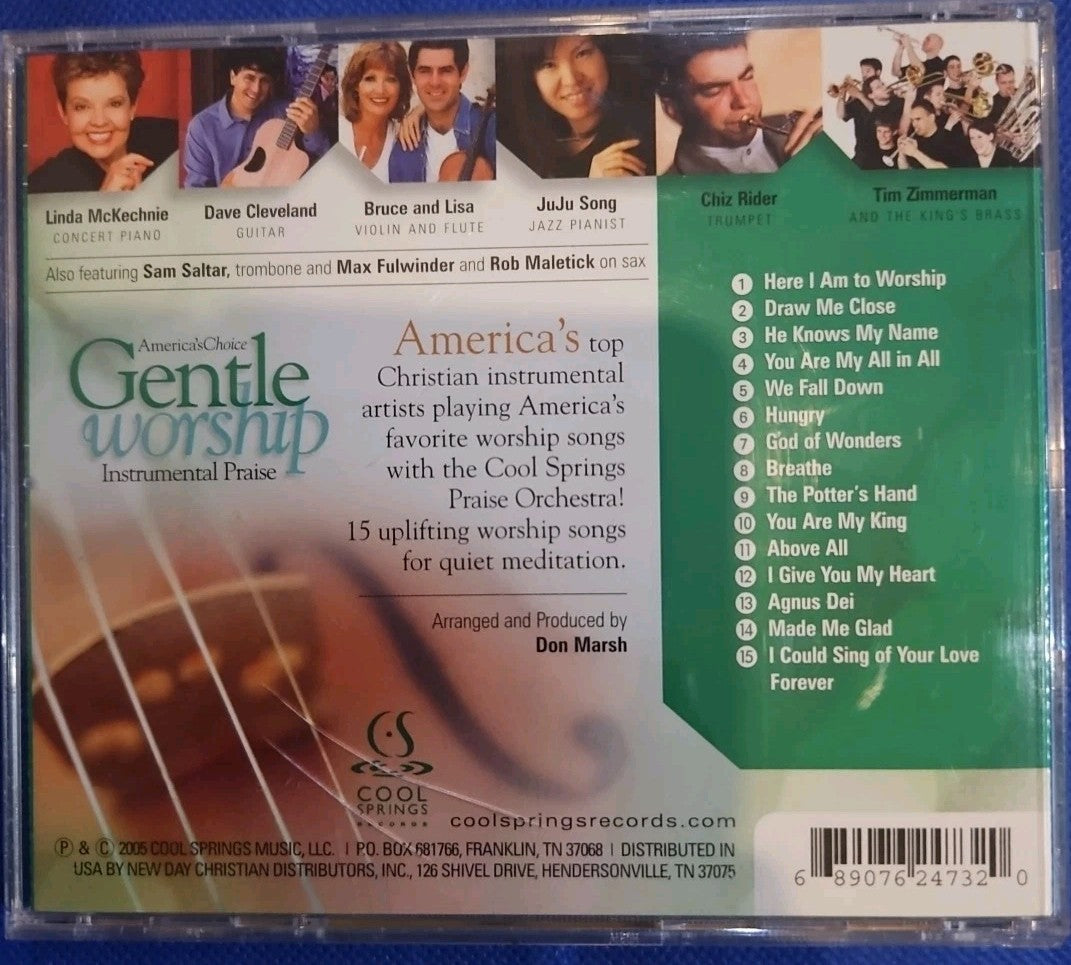 Linda McKechnie
CONCERT PIANO
Dave Cleveland
GUITAR
Bruce and Lisa
VIOLIN AND FLUTE
JuJu Song
JAZZ PIANIST
Chiz Rider
TRUMPET
Tim Zimmerman
AND THE KING'S BRASS
Also featuring Sam Saltar, trombone and Max Fulwinder and Rob Maletick on sax
America'sChoice
Gentle
worship
Instrumental Praise
America's top
Christian instrumental
artists playing America's
favorite worship songs
with the Cool Springs
Praise Orchestra!
15 uplifting worship songs
for quiet meditation.
Arranged and Produced by
Don Marsh
1 Here I Am to Worship
2 Draw Me Close
3 He Knows My Name
4 You Are My All in All
5 We Fall Down
6 Hungry
7 God of Wonders
8 Breathe
9 The Potter's Hand
10 You Are My King
11 Above All
12 I Give You My Heart
13 Agnus Dei
14 Made Me Glad
15 I Could Sing of Your Love
Forever
CS
COOL
SPRINGS
RECORDS
coolspringsrecords.com
Ⓟ & © 2005 COOL SPRINGS MUSIC, LLC. | P.O. BOX 681766, FRANKLIN, TN 37068 | DISTRIBUTED IN
USA BY NEW DAY CHRISTIAN DISTRIBUTORS, INC., 126 SHIVEL DRIVE, HENDERSONVILLE, TN 37075
6 89076 24732 0